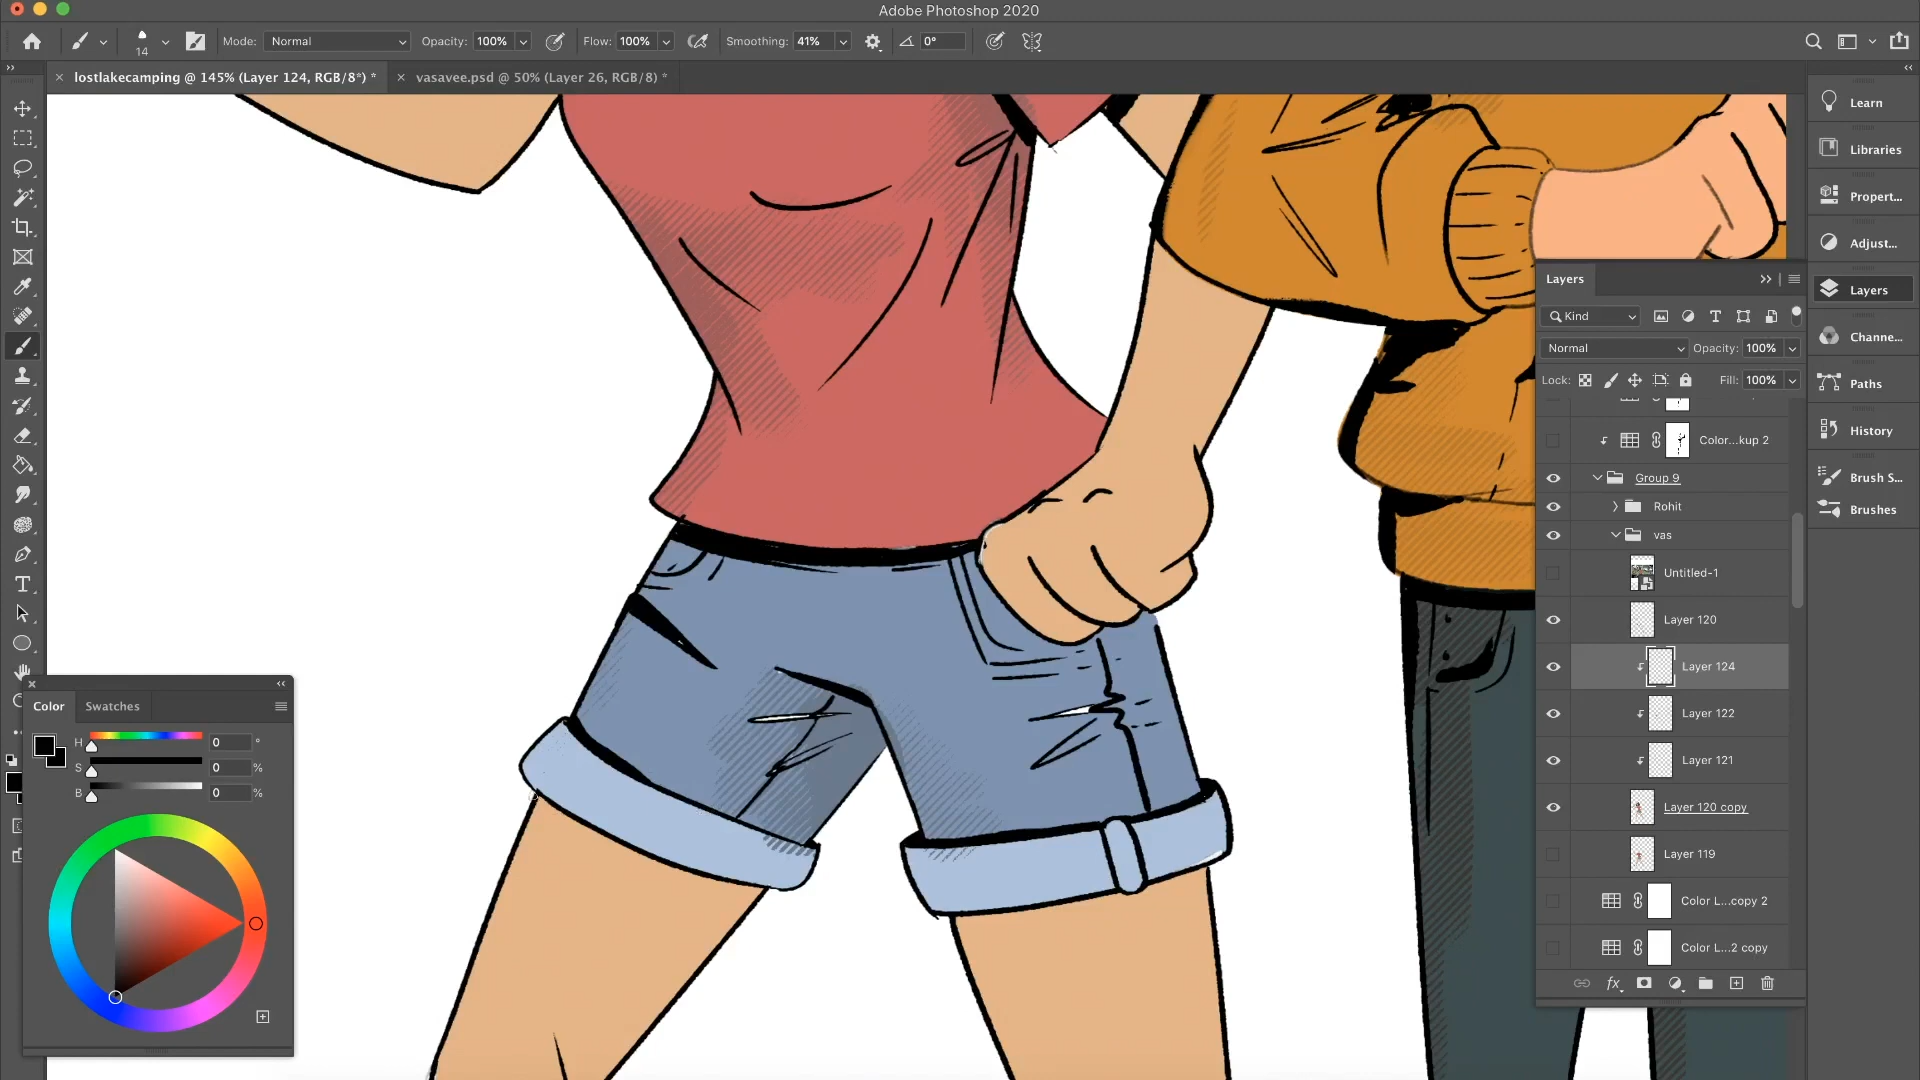 Adobe Photoshop 2020
14 Mode: Normal Opacity: 100% Flow: 100% Smoothing: 41% 0°
lostlakecamping @ 145% (Layer 124, RGB/8*) *
vasavee.psd @ 50% (Layer 26, RGB/8) *
Learn
Libraries
Propert...
Adjust...
Layers
Channe...
Paths
History
Brush S...
Brushes
Layers
Kind
Normal Opacity: 100%
Lock: Fill: 100%
Color...kup 2
Group 9
Rohit
vas
Untitled-1
Layer 120
Layer 124
Layer 122
Layer 121
Layer 120 copy
Layer 119
Color L...copy 2
Color L...2 copy
fx
Color Swatches
H 0 °
S 0 %
B 0 %